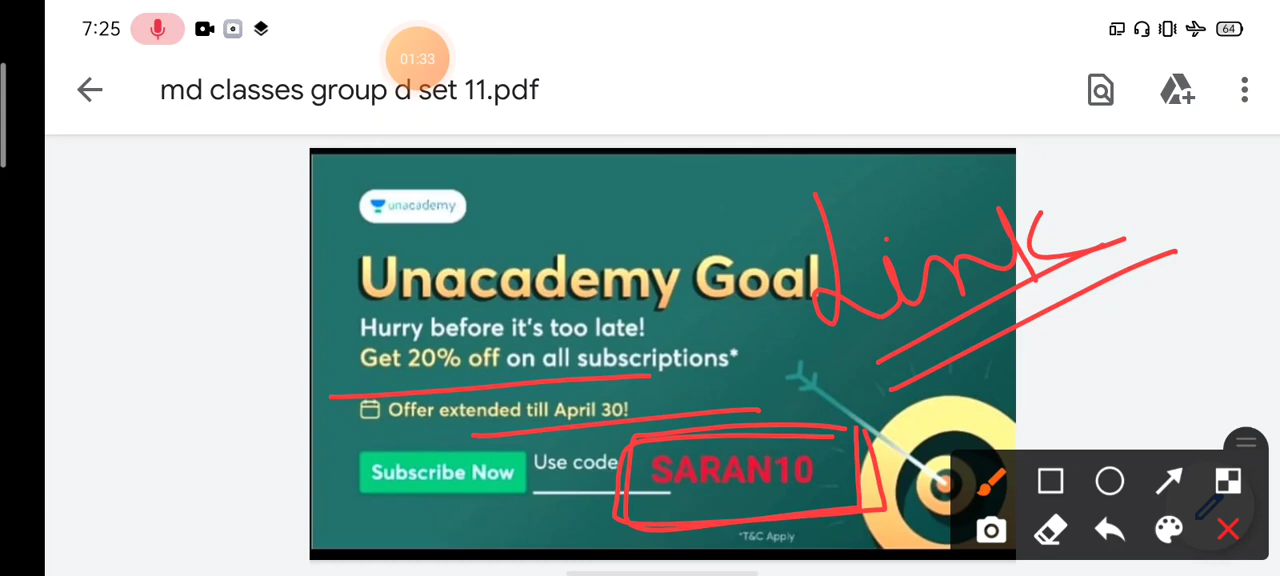 7:25
01:33
64
md classes group d set 11.pdf
unacademy
Unacademy Goal
Link
Hurry before it's too late!
Get 20% off on all subscriptions*
Offer extended till April 30!
Subscribe Now
Use code
SARAN10
*T&C Apply